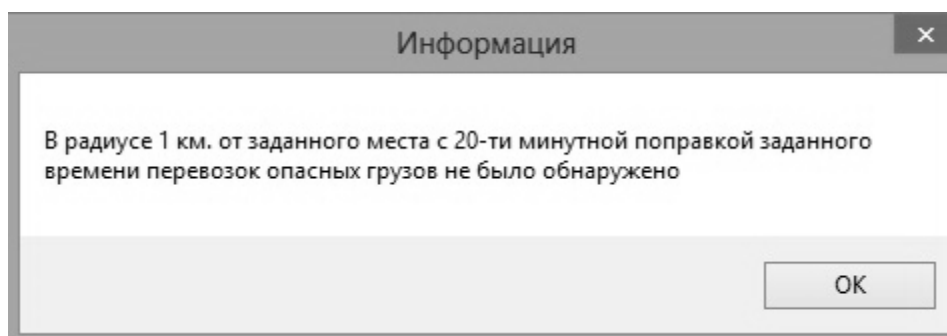 Информация
В радиусе 1 км. от заданного места с 20-ти минутной поправкой заданного
времени перевозок опасных грузов не было обнаружено
OK